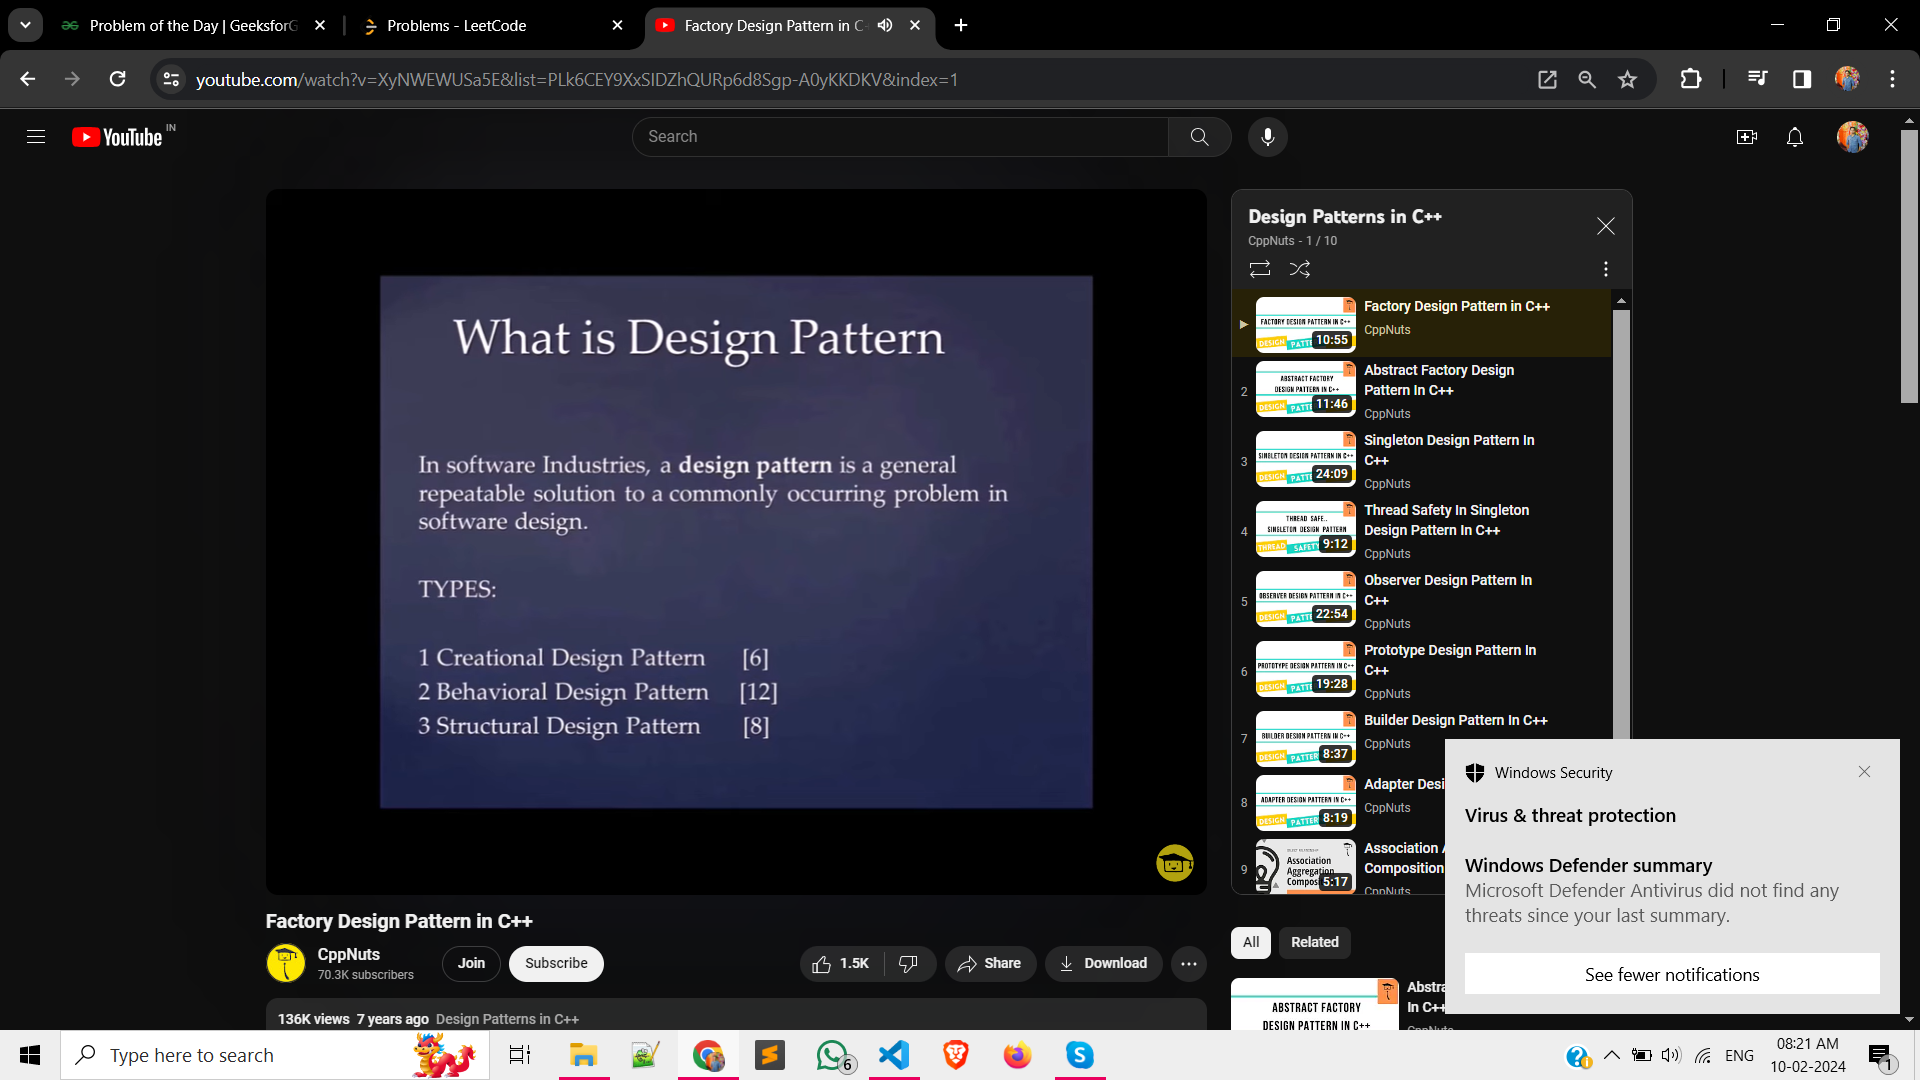 Problem of the Day | GeeksforG
Problems - LeetCode
Factory Design Pattern in C
youtube.com/watch?v=XyNWEWUSa5E&list=PLk6CEY9XxSIDZhQURp6d8Sgp-A0yKKDKV&index=1
YouTube IN
Search
What is Design Pattern
In software Industries, a design pattern is a general
repeatable solution to a commonly occurring problem in
software design.
TYPES:
1 Creational Design Pattern [6]
2 Behavioral Design Pattern [12]
3 Structural Design Pattern [8]
Factory Design Pattern in C++
CppNuts
70.3K subscribers
Join
Subscribe
1.5K
Share
Download
136K views 7 years ago Design Patterns in C++
Design Patterns in C++
CppNuts - 1 / 10
FACTORY DESIGN PATTERN IN C++
DESIGN PATT
10:55
Factory Design Pattern in C++
CppNuts
2
ABSTRACT FACTORY
DESIGN PATTERN IN C++
DESIGN PATTE
11:46
Abstract Factory Design
Pattern In C++
CppNuts
3
SINGLETON DESIGN PATTERN IN C++
DESIGN PATTE
24:09
Singleton Design Pattern In
C++
CppNuts
4
THREAD SAFE..
SINGLETON DESIGN PATTERN
THREAD SAFET
9:12
Thread Safety In Singleton
Design Pattern In C++
CppNuts
5
OBSERVER DESIGN PATTERN IN C++
DESIGN PATTE
22:54
Observer Design Pattern In
C++
CppNuts
6
PROTOTYPE DESIGN PATTERN IN C++
DESIGN PATTE
19:28
Prototype Design Pattern In
C++
CppNuts
7
BUILDER DESIGN PATTERN IN C++
DESIGN PATTER
8:37
Builder Design Pattern In C++
CppNuts
8
ADAPTER DESIGN PATTERN IN C++
DESIGN PATTER
8:19
Adapter Desi
CppNuts
9
Association
Aggregation
Composi
5:17
Association A
Composition
CppNuts
All
Related
ABSTRACT FACTORY
DESIGN PATTERN IN C++
Abstra
In C++
CppNuts
Windows Security
Virus & threat protection
Windows Defender summary
Microsoft Defender Antivirus did not find any
threats since your last summary.
See fewer notifications
Type here to search
6
ENG
08:21 AM
10-02-2024
1